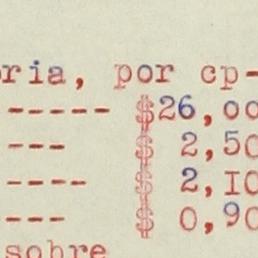 ria, por cp-
----- $26,00
--- $ 2,50
---- $ 2,10
--- $ 0,90
sobre